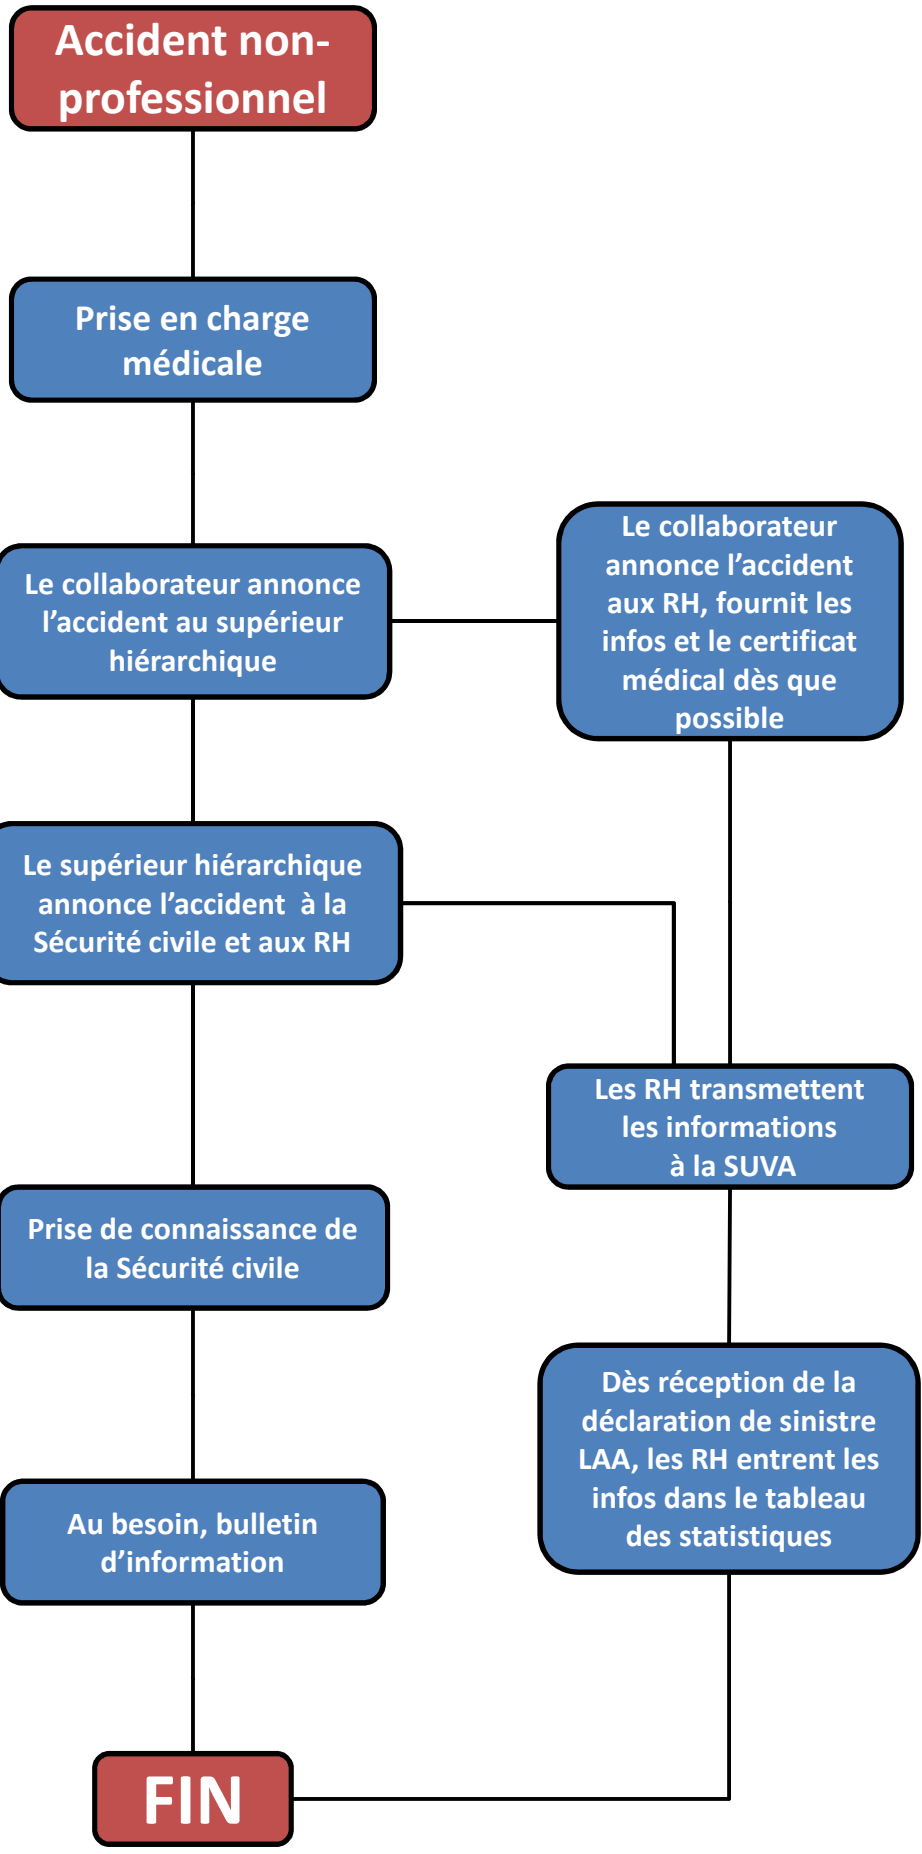 Accident non-
professionnel
Prise en charge
médicale
Le collaborateur annonce
l’accident au supérieur
hiérarchique
Le collaborateur
annonce l’accident
aux RH, fournit les
infos et le certificat
médical dès que
possible
Le supérieur hiérarchique
annonce l’accident  à la
Sécurité civile et aux RH
Les RH transmettent
les informations
à la SUVA
Prise de connaissance de
la Sécurité civile
Dès réception de la
déclaration de sinistre
LAA, les RH entrent les
infos dans le tableau
des statistiques
Au besoin, bulletin
d’information
FIN